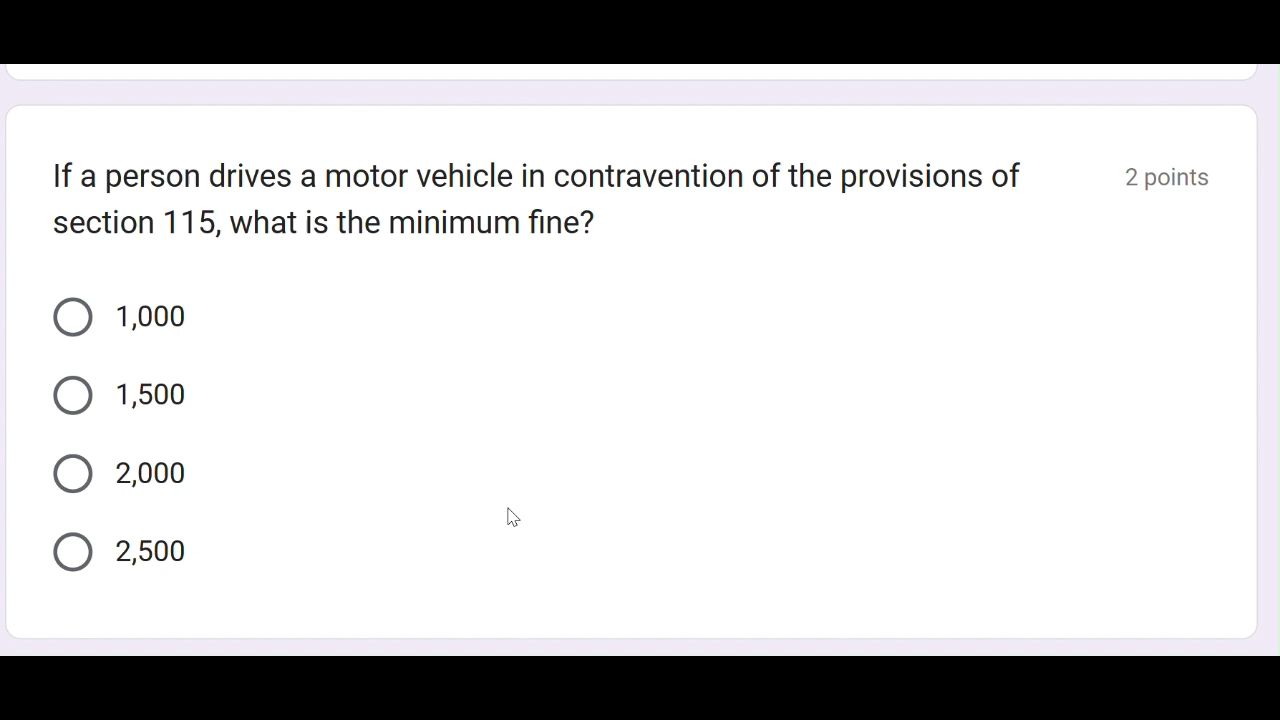 If a person drives a motor vehicle in contravention of the provisions of
2 points
section 115, what is the minimum fine?
1,000
1,500
2,000
2,500